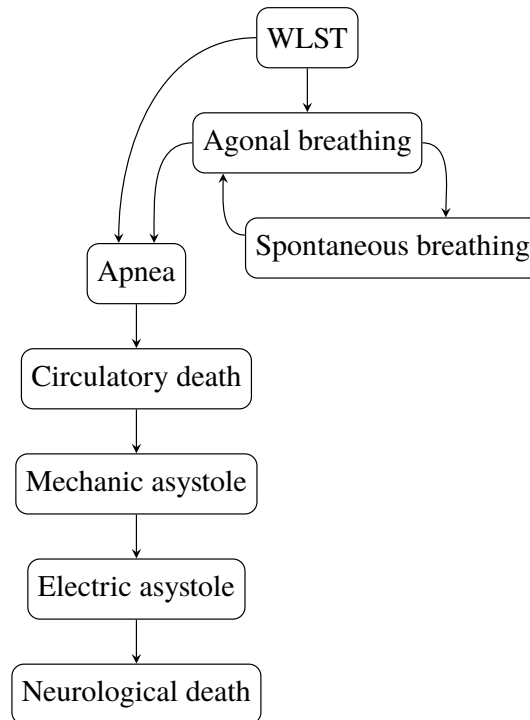 WLST
Agonal breathing
Spontaneous breathing
Apnea
Circulatory death
Mechanic asystole
Electric asystole
Neurological death